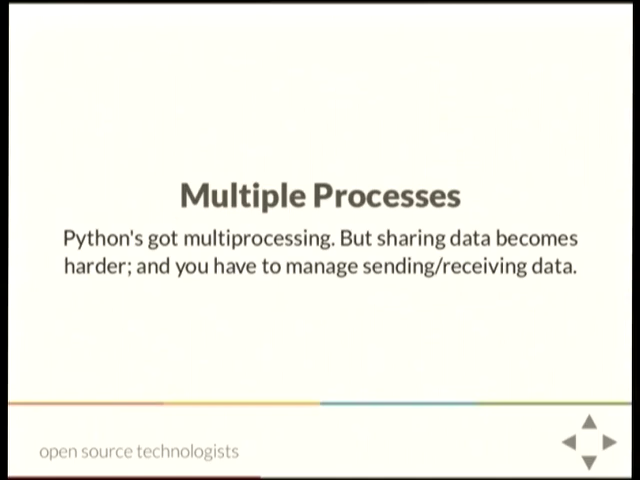 Multiple Processes
Python's got multiprocessing. But sharing data becomes
harder; and you have to manage sending/receiving data.
open source technologists